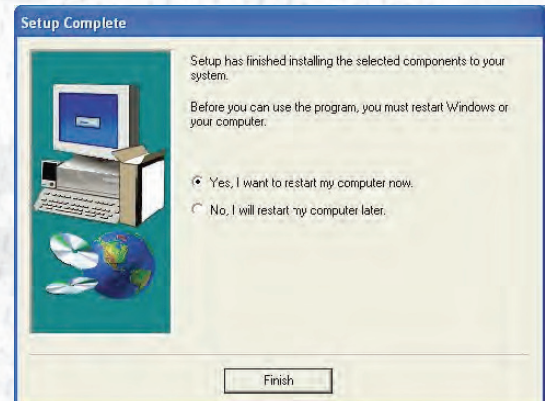 Setup Complete
Setup has finished installing the selected components to your
system.
Before you can use the program, you must restart Windows or
your computer.
Yes, I want to restart my computer now.
No, I will restart my computer later.
Finish